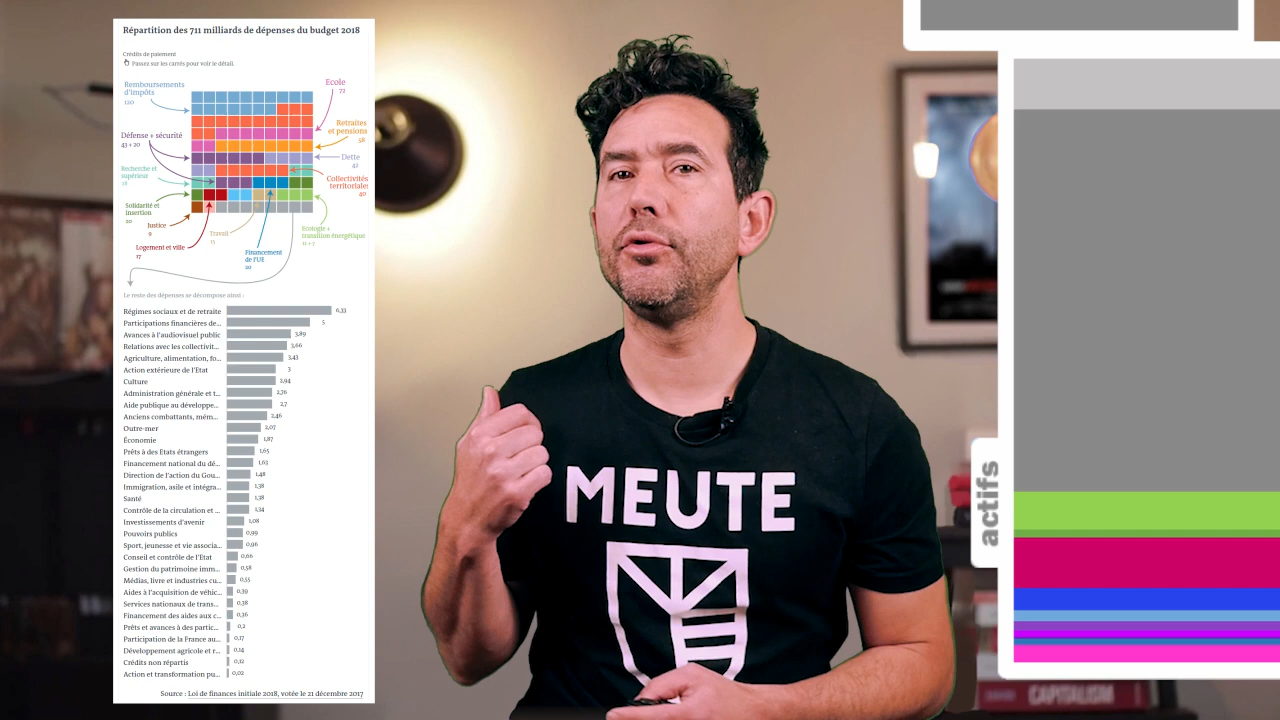 Répartition des 711 milliards de dépenses du budget 2018
Crédits de paiement
Passez sur les carrés pour voir le détail.
Remboursements
d'impôts
120
Ecole
72
Retraites
et pensions
58
Défense + sécurité
43 + 20
Dette
42
Recherche et
supérieur
28
Collectivités
territoriales
40
Solidarité et
insertion
20
Justice
9
Travail
15
Logement et ville
17
Financement
de l'UE
20
Ecologie +
transition énergétique
Le reste des dépenses se décompose ainsi :
Régimes sociaux et de retraite 6,33
Participations financières de... 5
Avances à l'audiovisuel public 3,89
Relations avec les collectivit... 3,66
Agriculture, alimentation, fo... 3,43
Action extérieure de l'Etat 3
Culture 2,94
Administration générale et t... 2,76
Aide publique au développe... 2,7
Anciens combattants, mém... 2,46
Outre-mer 2,07
Économie 1,87
Prêts à des Etats étrangers 1,65
Financement national du dé... 1,63
Direction de l'action du Gou... 1,48
Immigration, asile et intégra... 1,38
Santé 1,38
Contrôle de la circulation et ... 1,34
Investissements d'avenir 1,08
Pouvoirs publics 0,99
Sport, jeunesse et vie associa... 0,96
Conseil et contrôle de l'Etat 0,66
Gestion du patrimoine imm... 0,58
Médias, livre et industries cu... 0,55
Aides à l'acquisition de véhic... 0,39
Services nationaux de trans... 0,38
Financement des aides aux c... 0,36
Prêts et avances à des partic... 0,2
Participation de la France au... 0,17
Développement agricole et r... 0,14
Crédits non répartis 0,12
Action et transformation pu... 0,02
Source : Loi de finances initiale 2018, votée le 21 décembre 2017
MEUTE
actifs
CAPITALISM